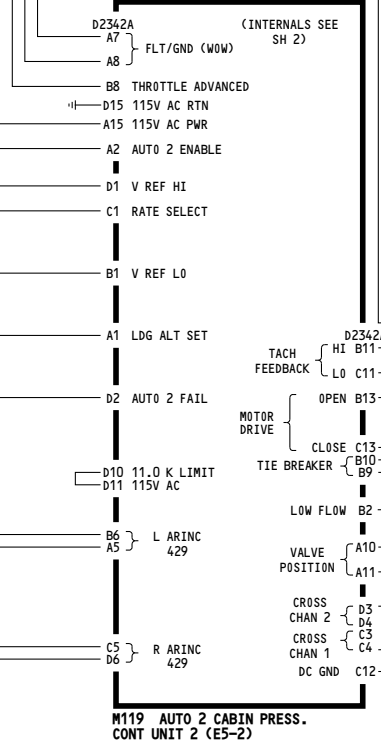 D2342A
(INTERNALS SEE
SH 2)
A7
FLT/GND (WOW)
A8
B8 THROTTLE ADVANCED
D15 115V AC RTN
A15 115V AC PWR
A2 AUTO 2 ENABLE
D1 V REF HI
C1 RATE SELECT
B1 V REF LO
A1 LDG ALT SET
D2342A
TACH
FEEDBACK
HI B11
LO C11
D2 AUTO 2 FAIL
OPEN B13
MOTOR
DRIVE
CLOSE C13
TIE BREAKER
B10
B9
D10 11.0 K LIMIT
D11 115V AC
LOW FLOW B2
B6
A5
L ARINC
429
VALVE
POSITION
A10
A11
CROSS
CHAN 2
D3
D4
CROSS
CHAN 1
C3
C4
C5
D6
R ARINC
429
DC GND C12
M119 AUTO 2 CABIN PRESS.
CONT UNIT 2 (E5-2)